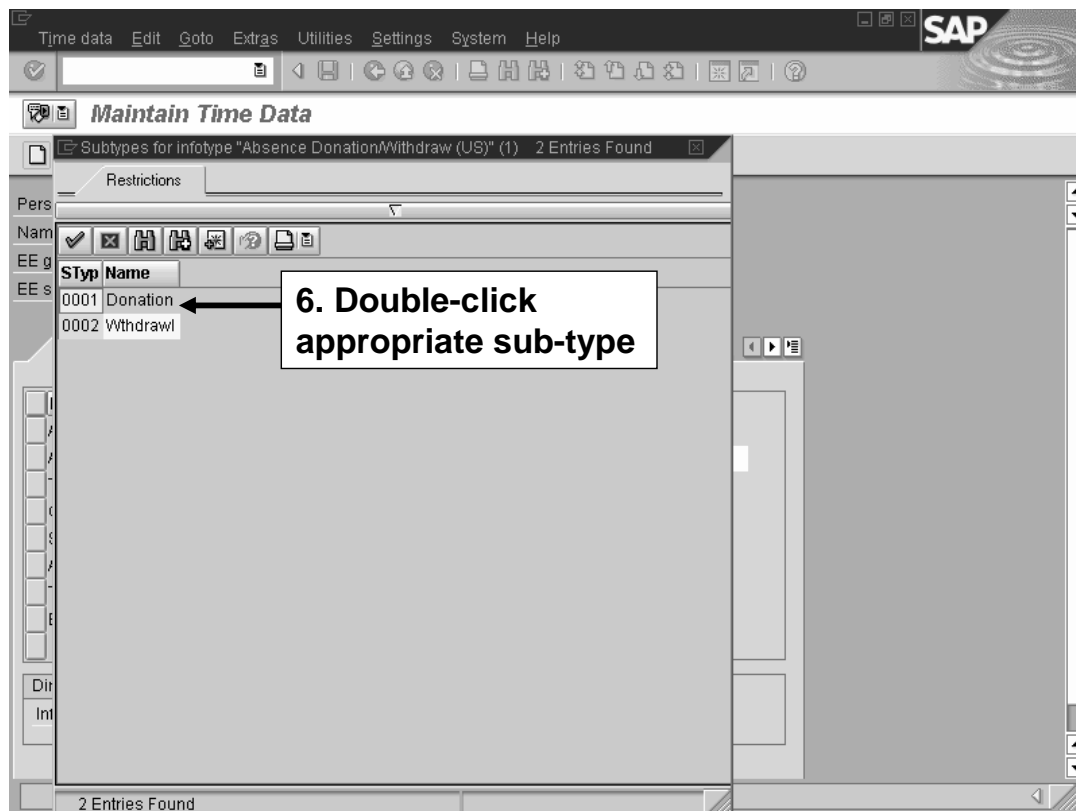 Time data Edit Goto Extras Utilities Settings System Help
SAP
Maintain Time Data
Subtypes for infotype "Absence Donation/Withdraw (US)" (1) 2 Entries Found
Restrictions
Pers
Nam
EE g
EE s
STyp Name
0001 Donation
0002 Wthdrawl
6. Double-click
appropriate sub-type
Dir
Int
2 Entries Found